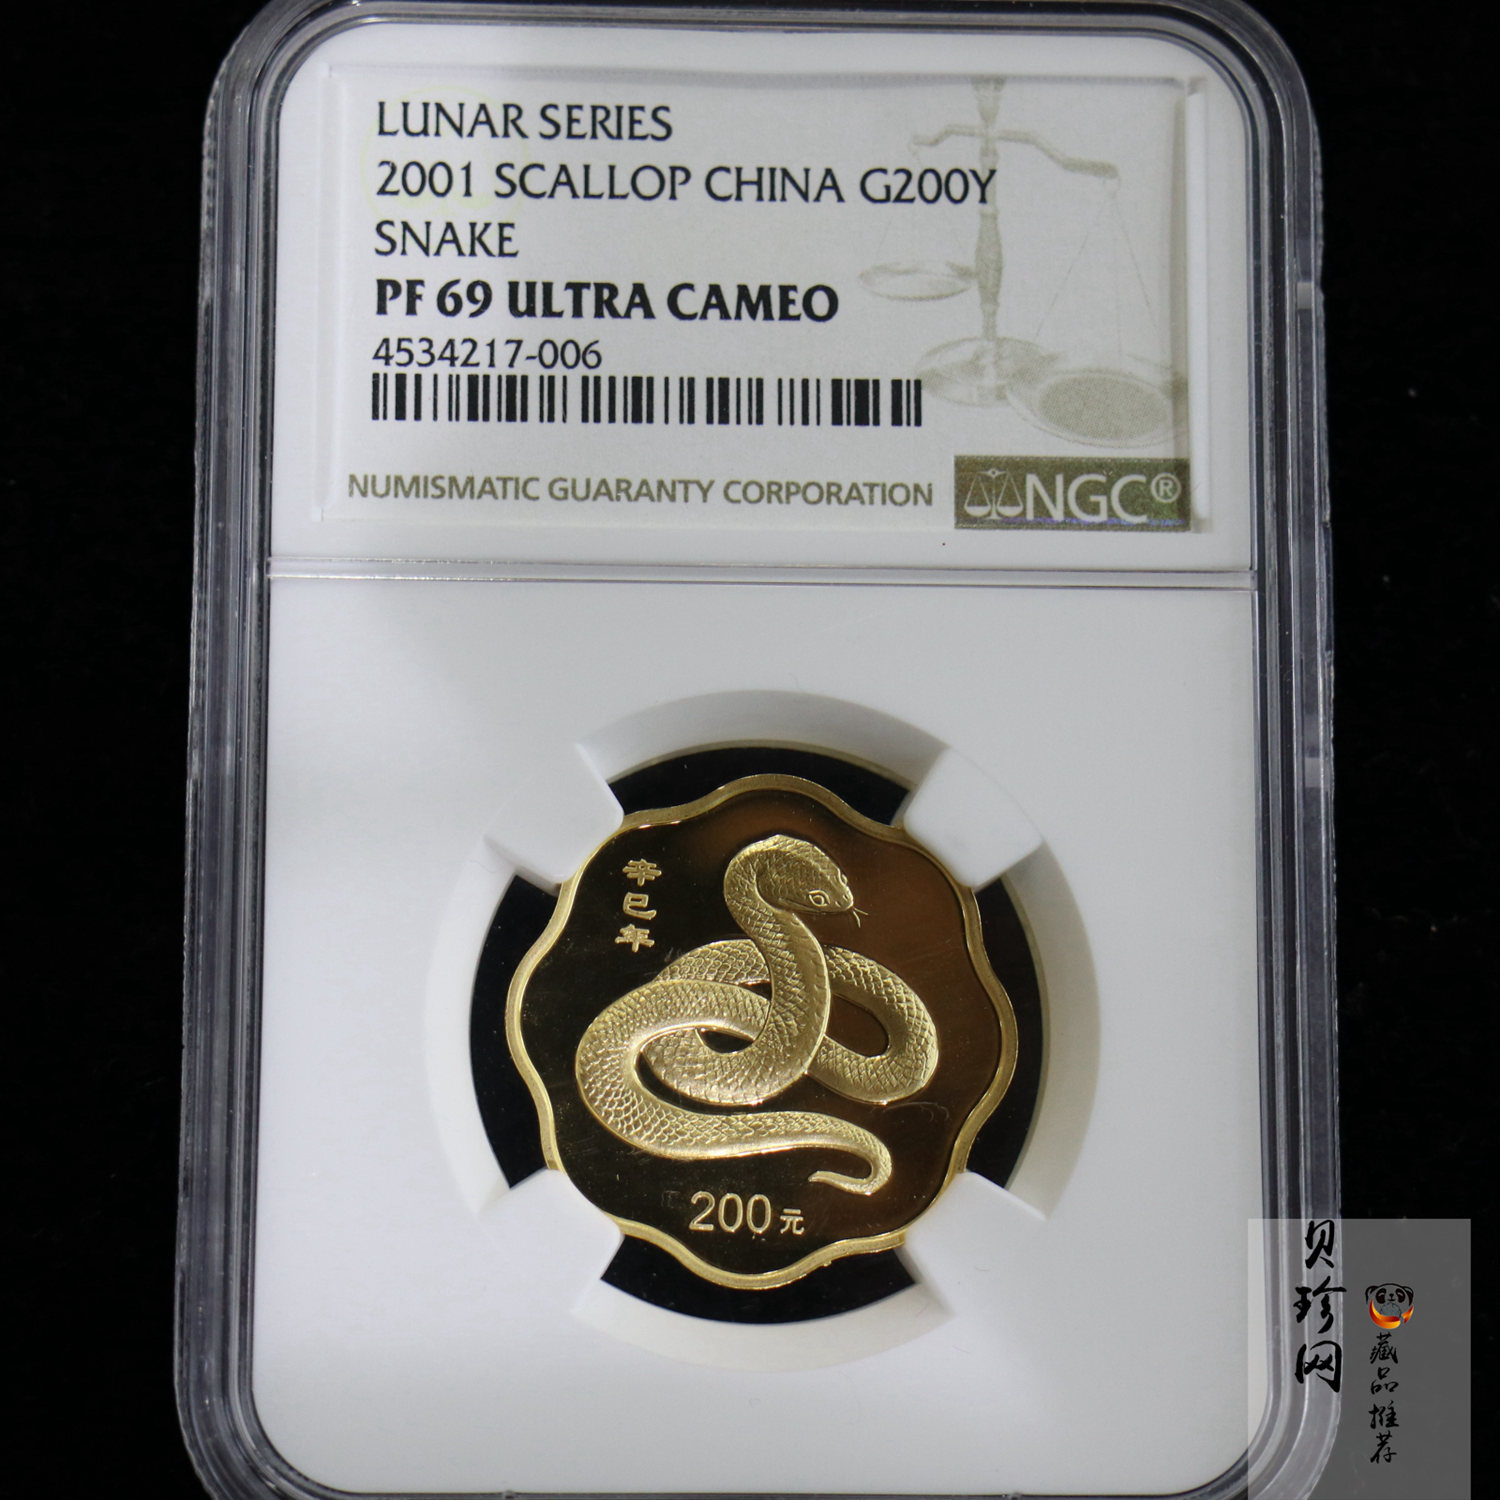 LUNAR SERIES
2001 SCALLOP CHINA G200Y
SNAKE
PF 69 ULTRA CAMEO
4534217-006
NUMISMATIC GUARANTY CORPORATION
NGC®
辛巳年
200元
贝珍网
藏品推荐